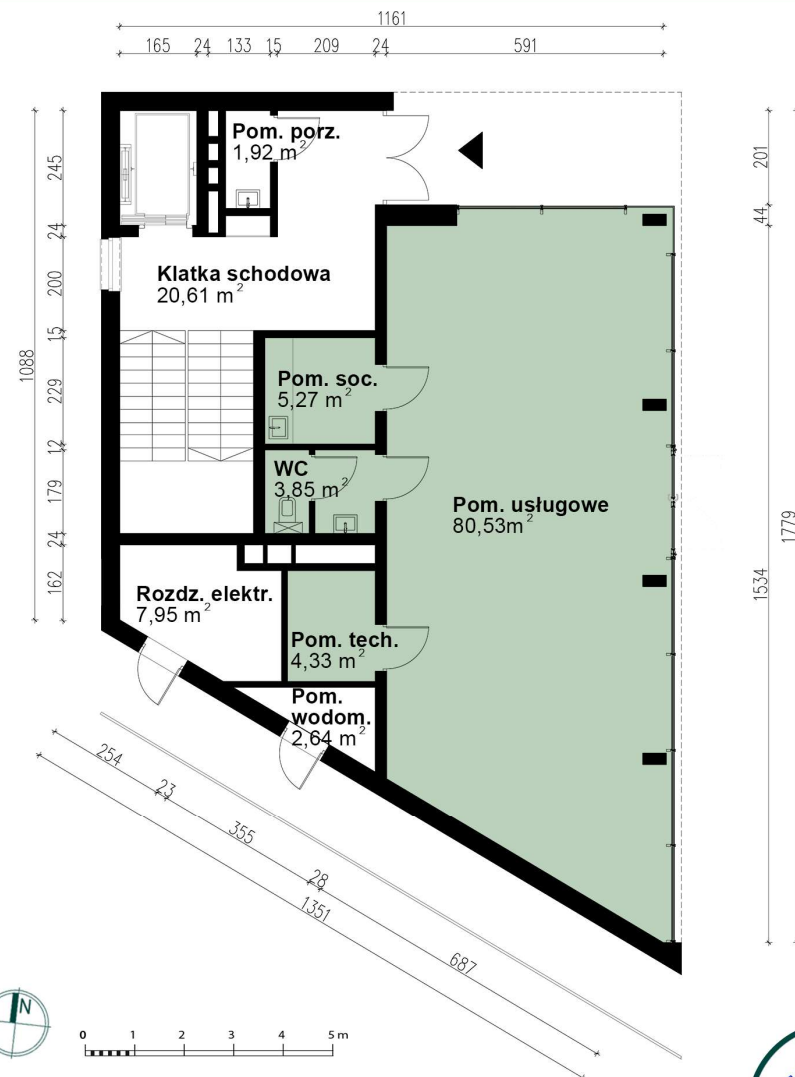 1161
165 24 133 15 209 24 591
Pom. porz.
1,92 m²
245
24
200
15
229
12
179
24
162
1088
201
44
1534
1779
Klatka schodowa
20,61 m²
Pom. soc.
5,27 m²
WC
3,85 m²
Pom. usługowe
80,53m²
Rozdz. elektr.
7,95 m²
Pom. tech.
4,33 m²
Pom.
wodom.
2,64 m²
254
23
355
28
687
1351
N
0 1 2 3 4 5 m